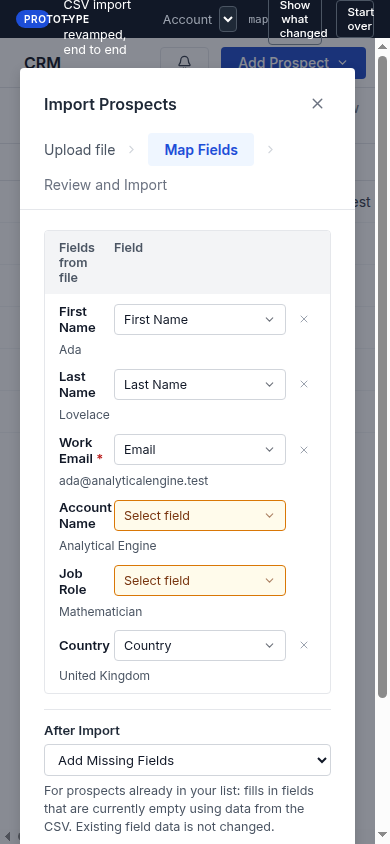 PROTOTYPE
CSV import
revamped,
end to end
Account
map
Show
what
changed
Start
over
CRM
Add Prospect
Import Prospects
Upload file
Map Fields
Review and Import
Fields from file
Field
First Name
First Name
Ada
Last Name
Last Name
Lovelace
Work Email *
Email
ada@analyticalengine.test
Account Name
Select field
Analytical Engine
Job Role
Select field
Mathematician
Country
Country
United Kingdom
After Import
Add Missing Fields
For prospects already in your list: fills in fields
that are currently empty using data from the
CSV. Existing field data is not changed.